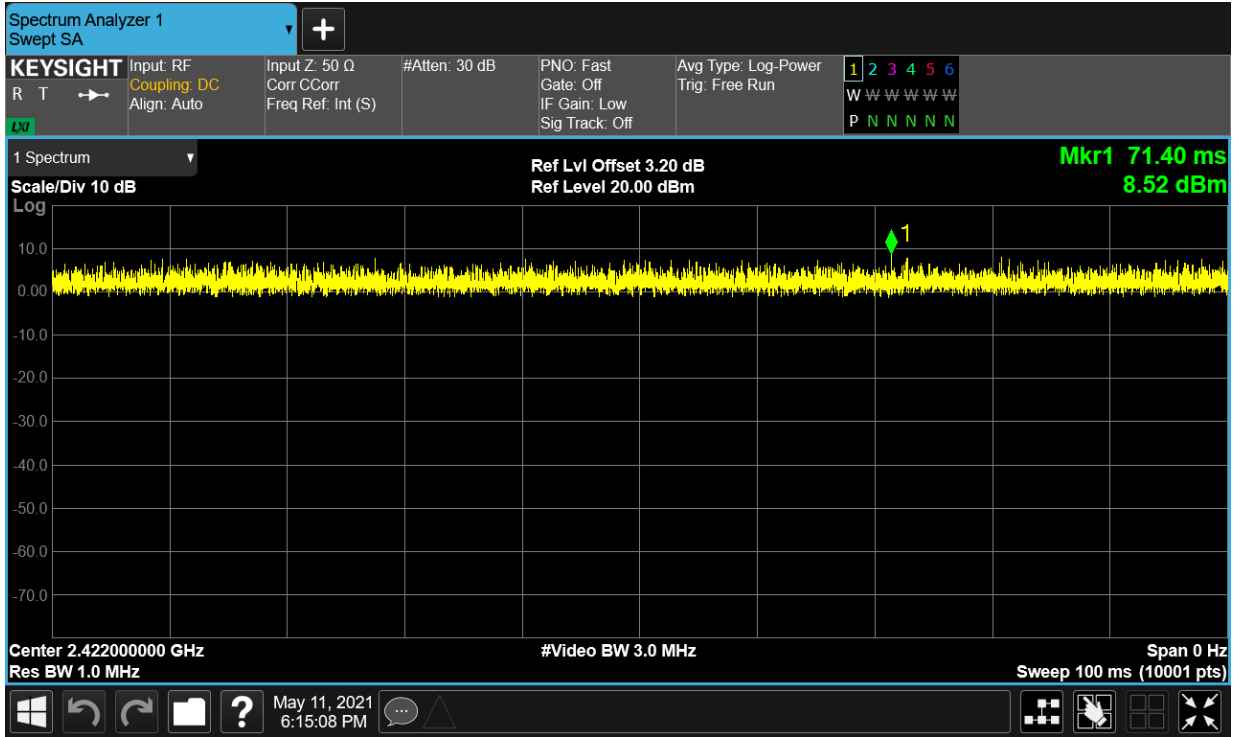 Spectrum Analyzer 1
Swept SA
KEYSIGHT
R T
LXI
Input: RF
Coupling: DC
Align: Auto
Input Z: 50 Ω
Corr CCorr
Freq Ref: Int (S)
#Atten: 30 dB
PNO: Fast
Gate: Off
IF Gain: Low
Sig Track: Off
Avg Type: Log-Power
Trig: Free Run
1 2 3 4 5 6
W W W W W W
P N N N N N
1 Spectrum
Scale/Div 10 dB
Ref Lvl Offset 3.20 dB
Ref Level 20.00 dBm
Mkr1 71.40 ms
8.52 dBm
Log
1
10.0
0.00
-10.0
-20.0
-30.0
-40.0
-50.0
-60.0
-70.0
Center 2.422000000 GHz
#Video BW 3.0 MHz
Span 0 Hz
Res BW 1.0 MHz
Sweep 100 ms (10001 pts)
?
May 11, 2021
6:15:08 PM